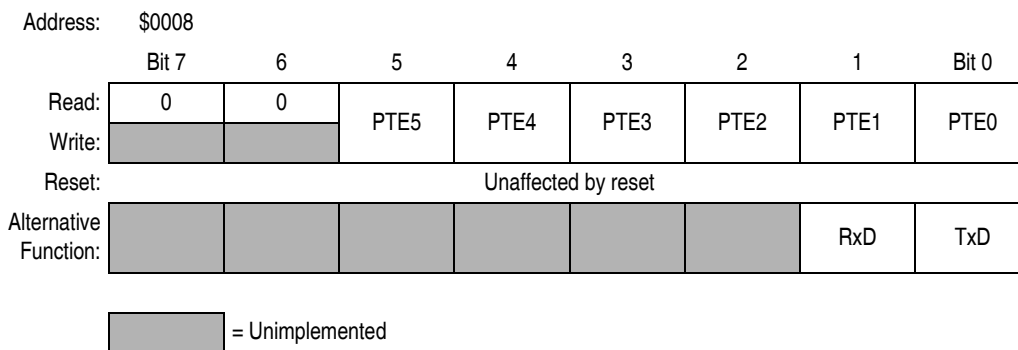 Address: $0008
Bit 7 6 5 4 3 2 1 Bit 0
Read: 0 0 PTE5 PTE4 PTE3 PTE2 PTE1 PTE0
Write:
Reset: Unaffected by reset
Alternative
Function: RxD TxD
= Unimplemented